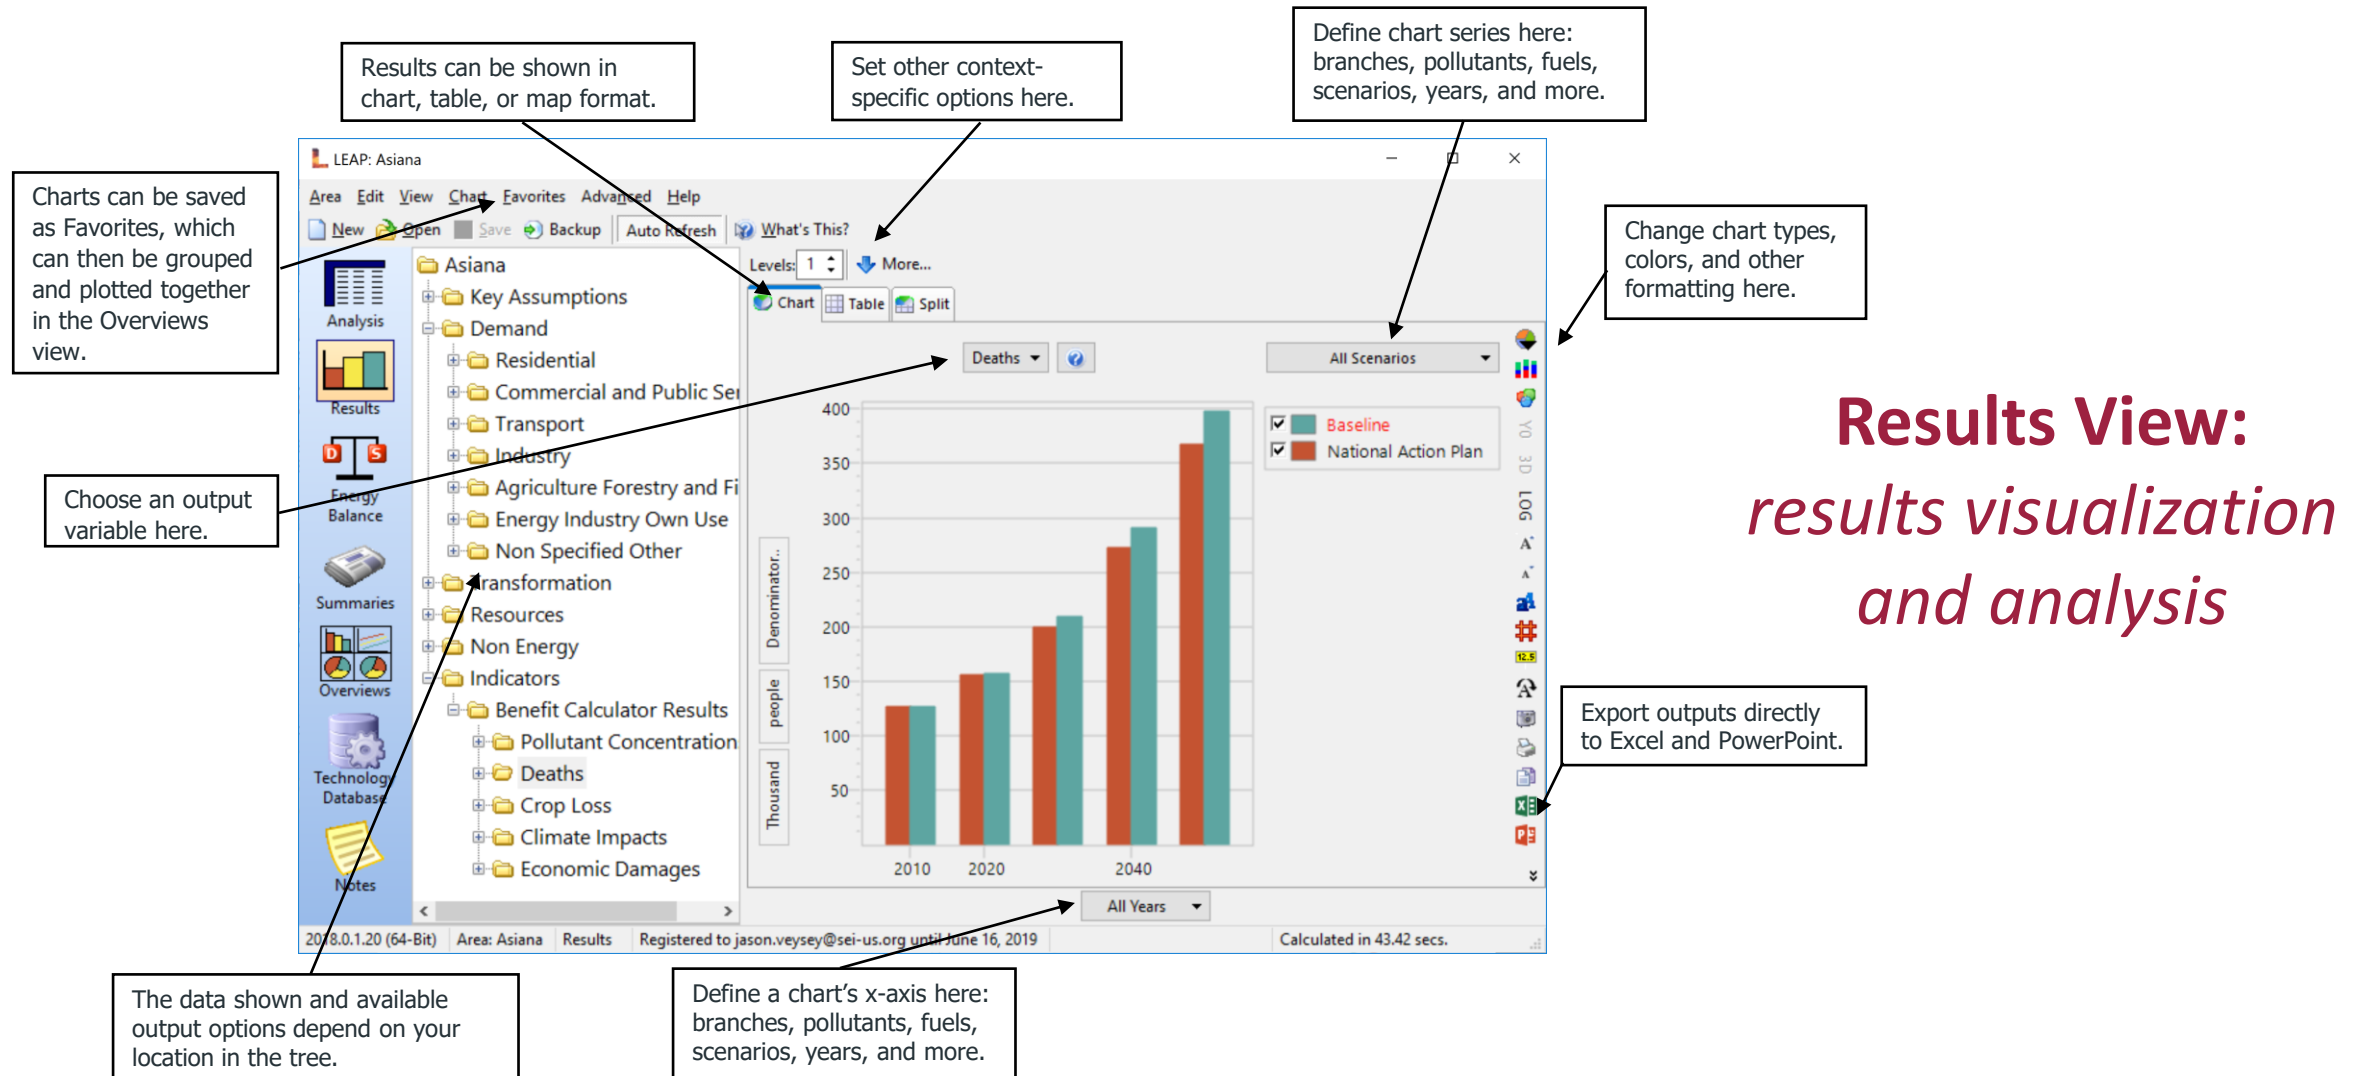 Results can be shown in
chart, table, or map format.
Set other context-
specific options here.
Define chart series here:
branches, pollutants, fuels,
scenarios, years, and more.
Charts can be saved
as Favorites, which
can then be grouped
and plotted together
in the Overviews
view.
Choose an output
variable here.
LEAP: Asiana
Area Edit View Chart Favorites Advanced Help
New Open Save Backup Auto Refresh What's This?
Analysis
Results
Energy
Balance
Summaries
Overviews
Technology
Database
Notes
Asiana
Key Assumptions
Demand
Residential
Commercial and Public Ser
Transport
Industry
Agriculture Forestry and Fi
Energy Industry Own Use
Non Specified Other
Transformation
Resources
Non Energy
Indicators
Benefit Calculator Results
Pollutant Concentration
Deaths
Crop Loss
Climate Impacts
Economic Damages
Levels: 1 More...
Chart Table Split
Deaths
All Scenarios
Baseline
National Action Plan
400
350
300
250
200
150
100
50
Denominator..
people
Thousand
2010 2020 2040
All Years
Y0
3D
LOG
A
A
a4
12.5
A
2018.0.1.20 (64-Bit) Area: Asiana Results Registered to jason.veysey@sei-us.org until June 16, 2019 Calculated in 43.42 secs.
Change chart types,
colors, and other
formatting here.
Export outputs directly
to Excel and PowerPoint.
The data shown and available
output options depend on your
location in the tree.
Define a chart’s x-axis here:
branches, pollutants, fuels,
scenarios, years, and more.
Results View:
results visualization
and analysis